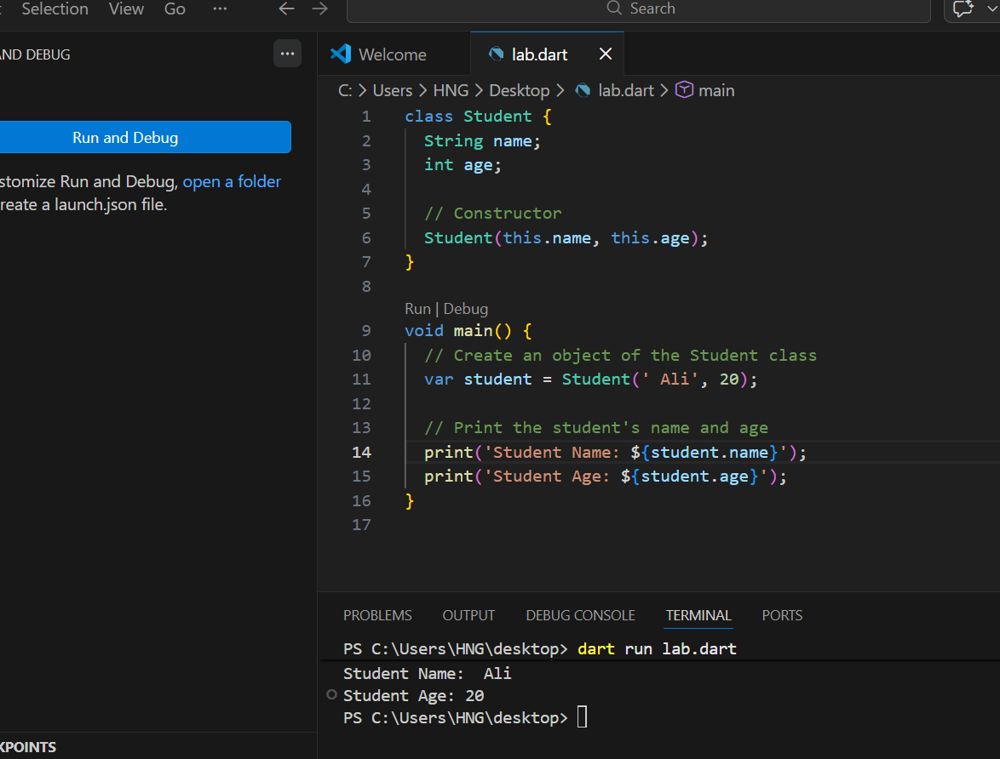 Selection View Go ··· ← → Search
AND DEBUG ···
Welcome lab.dart
C: > Users > HNG > Desktop > lab.dart > main
Run and Debug
stomize Run and Debug, open a folder
reate a launch.json file.
1 class Student {
2 String name;
3 int age;
4
5 // Constructor
6 Student(this.name, this.age);
7 }
8
Run | Debug
9 void main() {
10 // Create an object of the Student class
11 var student = Student(' Ali', 20);
12
13 // Print the student's name and age
14 print('Student Name: ${student.name}');
15 print('Student Age: ${student.age}');
16 }
17
PROBLEMS OUTPUT DEBUG CONSOLE TERMINAL PORTS
PS C:\Users\HNG\desktop> dart run lab.dart
Student Name:  Ali
Student Age: 20
PS C:\Users\HNG\desktop>
KPOINTS